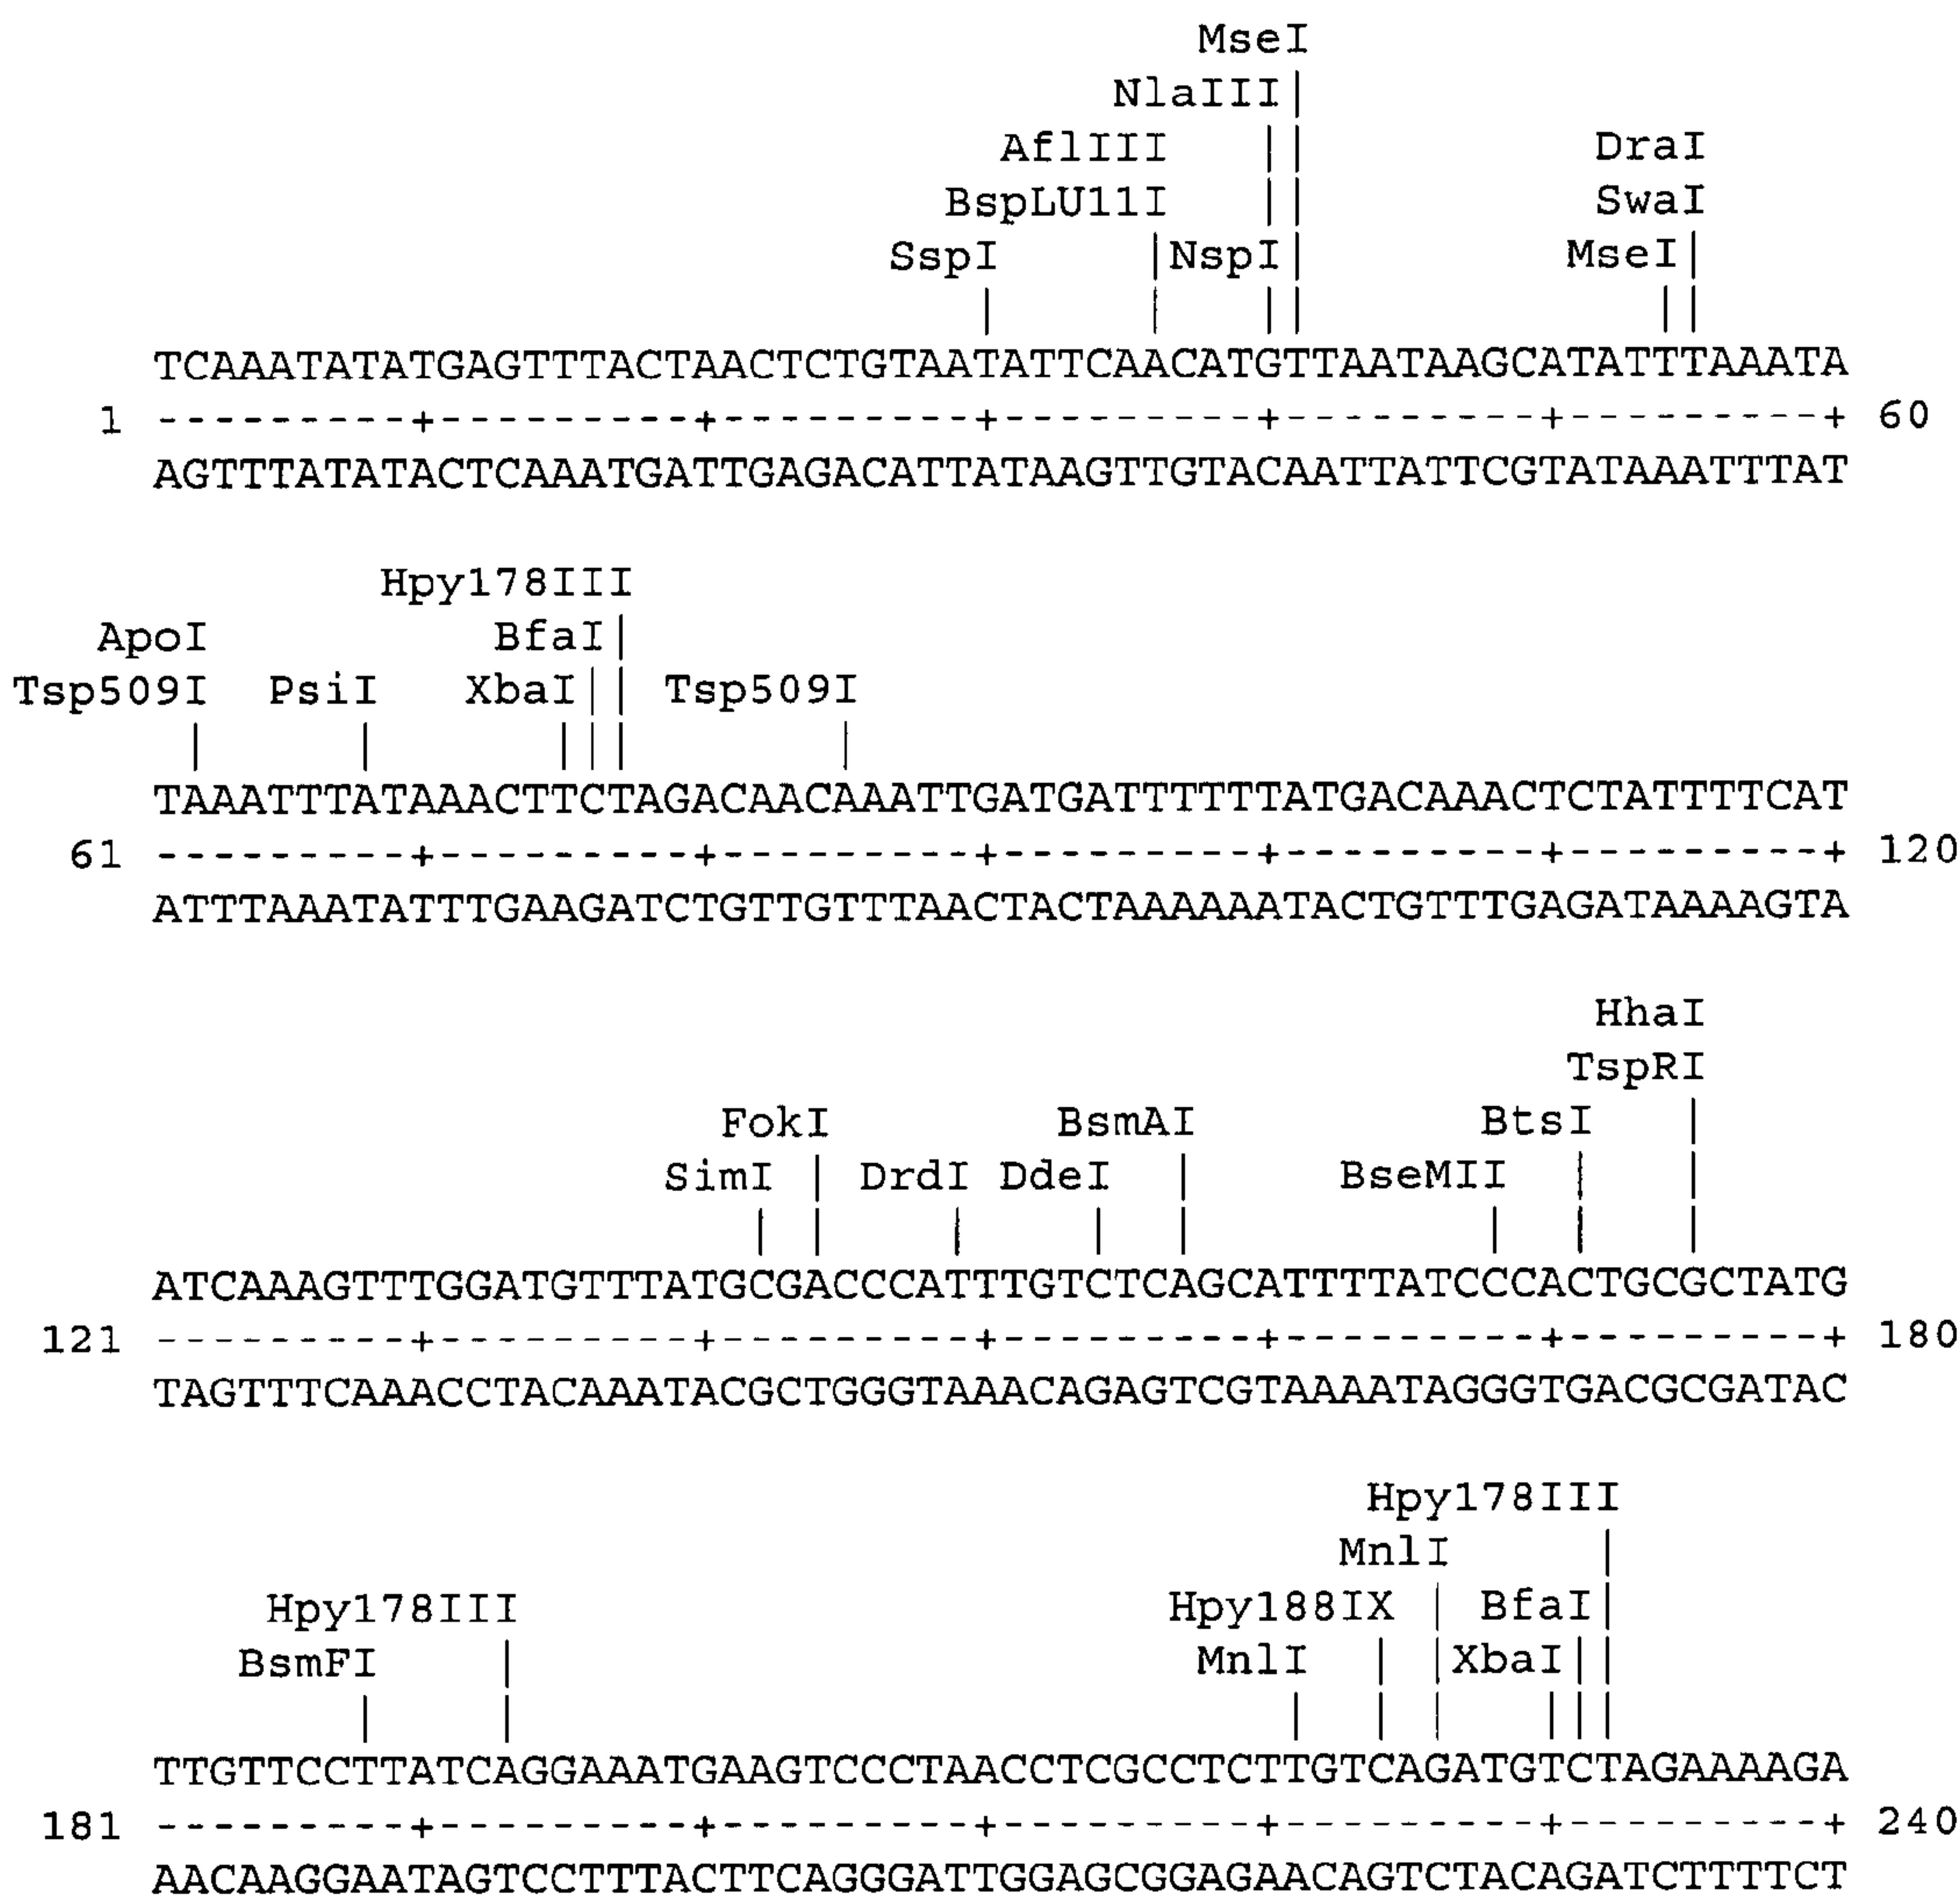 MseI
NlaIII|
AflIII || DraI
BspLU11I || SwaI
SspI |NspI| MseI|
| | || ||
TCAAATATATGAGTTTACTAACTCTGTAATATTCAACATGTTAATAAGCATATTTAAATA
1 ---------+---------+---------+---------+---------+---------+ 60
AGTTTATATACTCAAATGATTGAGACATTATAAGTTGTACAATTATTCGTATAAATTTAT
Hpy178III
ApoI BfaI|
Tsp509I PsiI XbaI|| Tsp509I
| | ||| |
TAAATTTATAAACTTCTAGACAACAAATTGATGATTTTTTTATGACAAACTCTATTTTCAT
61 ---------+---------+---------+---------+---------+---------+ 120
ATTTAAATATTTGAAGATCTGTTGTTTAACTACTAAAAAAATACTGTTTGAGATAAAAGTA
HhaI
TspRI
FokI BsmAI BtsI |
SimI | DrdI DdeI | BseMII | |
| | | | | | | |
ATCAAAGTTTGGATGTTTATGCGACCCATTTGTCTCAGCATTTTATCCCACTGCGCTATG
121 ---------+---------+---------+---------+---------+---------+ 180
TAGTTTCAAACCTACAAATACGCTGGGTAAACAGAGTCGTAAAATAGGGTGACGCGATAC
Hpy178III
MnlI |
Hpy178III Hpy188IX | BfaI|
BsmFI | MnlI | |XbaI||
| | | | | |||
TTGTTCCTTATCAGGAAATGAAGTCCCTAACCTCGCCTCTTGTCAGATGTCTAGAAAAGA
181 ---------+---------+---------+---------+---------+---------+ 240
AACAAGGAATAGTCCTTTACTTCAGGGATTGGAGCGGAGAACAGTCTACAGATCTTTTCT